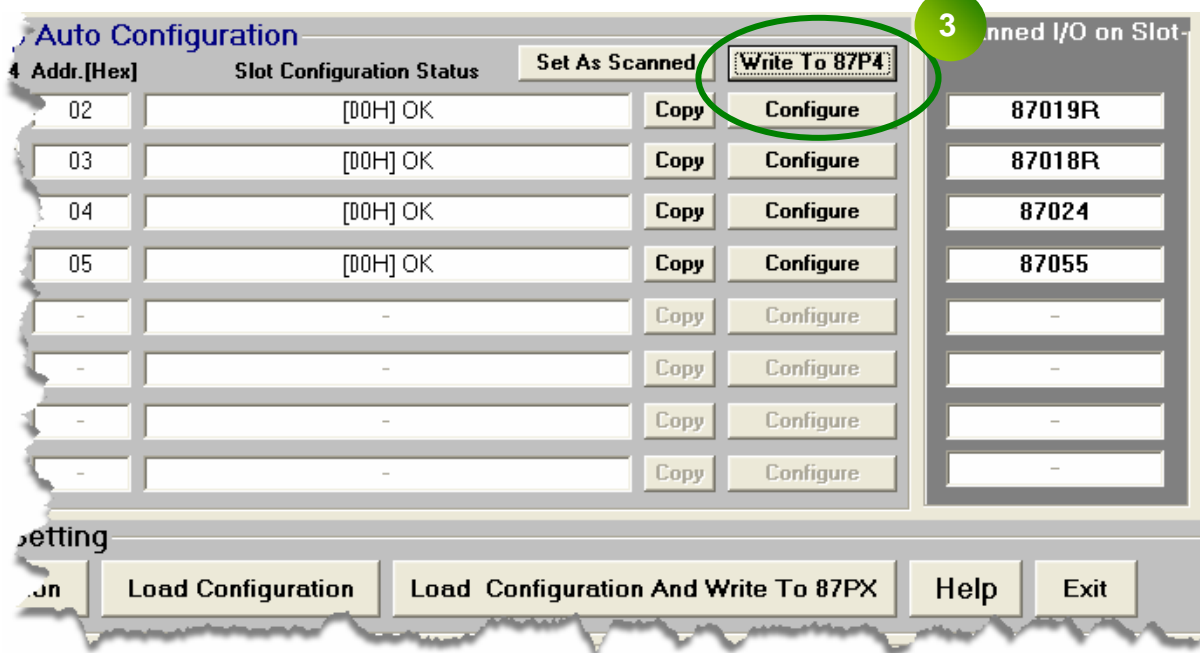 Auto Configuration
3
nned I/O on Slot-
4 Addr.[Hex]
Slot Configuration Status
Set As Scanned
Write To 87P4
02
[00H] OK
Copy
Configure
87019R
03
[00H] OK
Copy
Configure
87018R
04
[00H] OK
Copy
Configure
87024
05
[00H] OK
Copy
Configure
87055
-
-
Copy
Configure
-
-
-
Copy
Configure
-
-
-
Copy
Configure
-
-
-
Copy
Configure
-
etting
on
Load Configuration
Load Configuration And Write To 87PX
Help
Exit